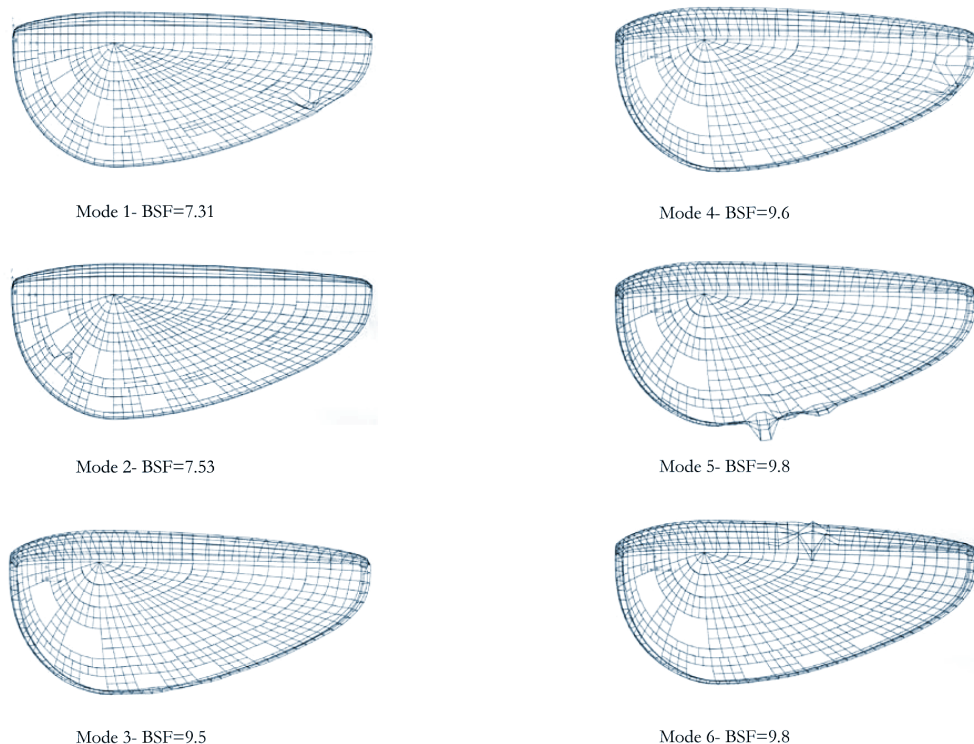 Mode 1- BSF=7.31
Mode 4- BSF=9.6
Mode 2- BSF=7.53
Mode 5- BSF=9.8
Mode 3- BSF=9.5
Mode 6- BSF=9.8